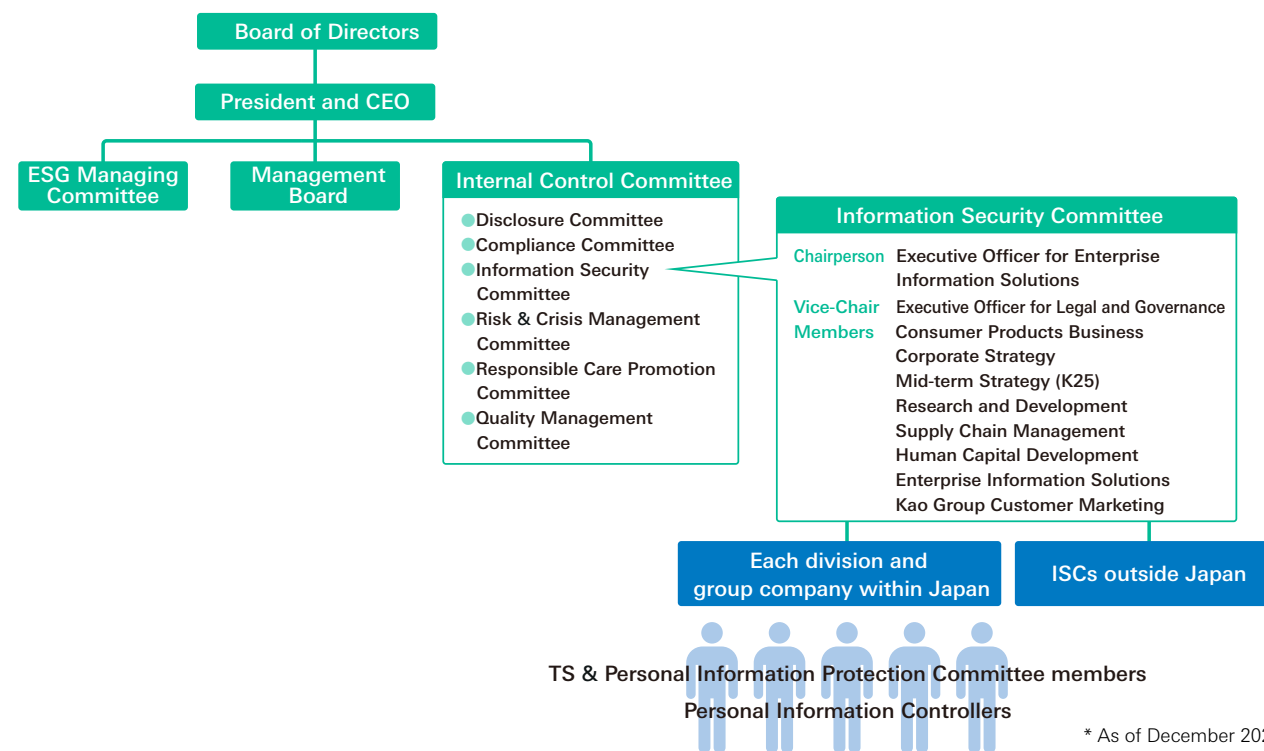 Board of Directors
President and CEO
ESG Managing
Committee
Management
Board
Internal Control Committee
Disclosure Committee
Compliance Committee
Information Security
Committee
Risk & Crisis Management
Committee
Responsible Care Promotion
Committee
Quality Management
Committee
Information Security Committee
Chairperson Executive Officer for Enterprise
Information Solutions
Vice-Chair Executive Officer for Legal and Governance
Members Consumer Products Business
Corporate Strategy
Mid-term Strategy (K25)
Research and Development
Supply Chain Management
Human Capital Development
Enterprise Information Solutions
Kao Group Customer Marketing
Each division and
group company within Japan
ISCs outside Japan
TS & Personal Information Protection Committee members
Personal Information Controllers
* As of December